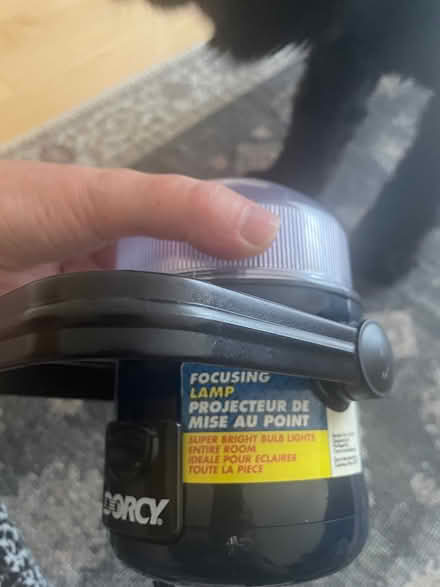 FOCUSING
LAMP
PROJECTEUR DE
MISE AU POINT
SUPER BRIGHT BULB LIGHTS
ENTIRE ROOM
IDEALE POUR ECLAIRER
TOUTE LA PIECE
DORCY